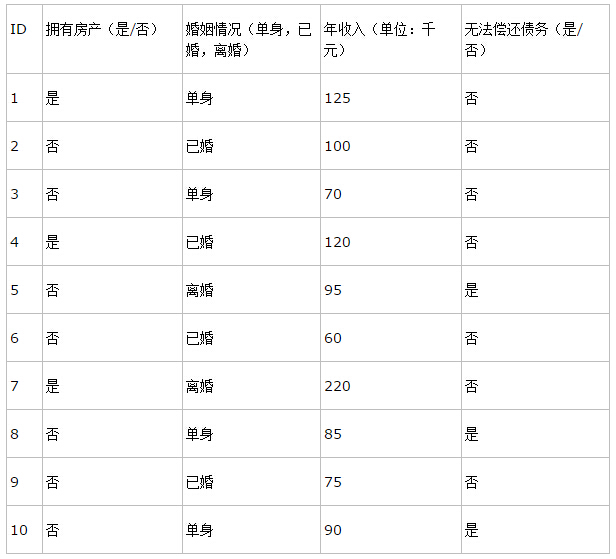 ID 拥有房产（是/否） 婚姻情况（单身，已婚，离婚） 年收入（单位：千元） 无法偿还债务（是/否）
1 是 单身 125 否
2 否 已婚 100 否
3 否 单身 70 否
4 是 已婚 120 否
5 否 离婚 95 是
6 否 已婚 60 否
7 是 离婚 220 否
8 否 单身 85 是
9 否 已婚 75 否
10 否 单身 90 是